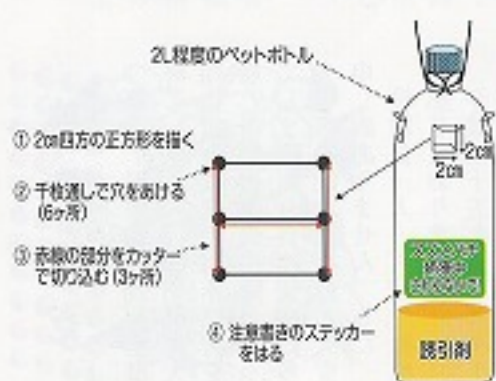 2L程度のペットボトル
① 2cm四方の正方形を描く
② 千枚通しで穴をあける
(6ヶ所)
③ 赤線の部分をカッター
で切り込む(3ヶ所)
2cm
2cm
④ 注意書きのステッカー
をはる
誘引剤